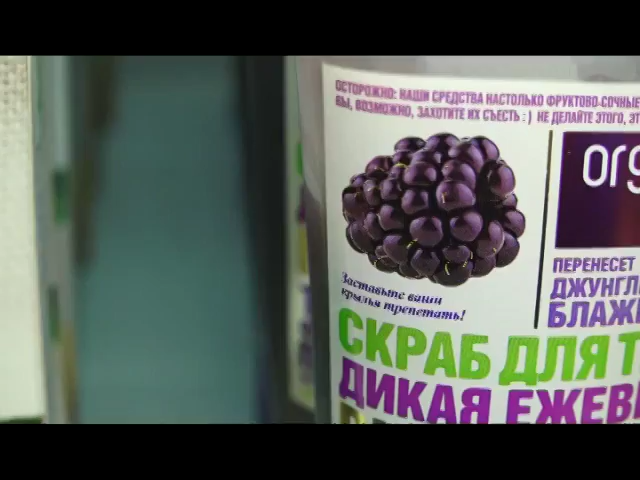 ОСТОРОЖНО: НАШИ СРЕДСТВА НАСТОЛЬКО ФРУКТОВО-СОЧНЫЕ
ВЫ, ВОЗМОЖНО, ЗАХОТИТЕ ИХ СЪЕСТЬ : ) НЕ ДЕЛАЙТЕ ЭТОГО, ЭТ
org
Заставьте ваши
крылья трепетать!
ПЕРЕНЕСЕТ
ДЖУНГЛ
БЛАЖ
СКРАБ ДЛЯ Т
ДИКАЯ ЕЖЕВ